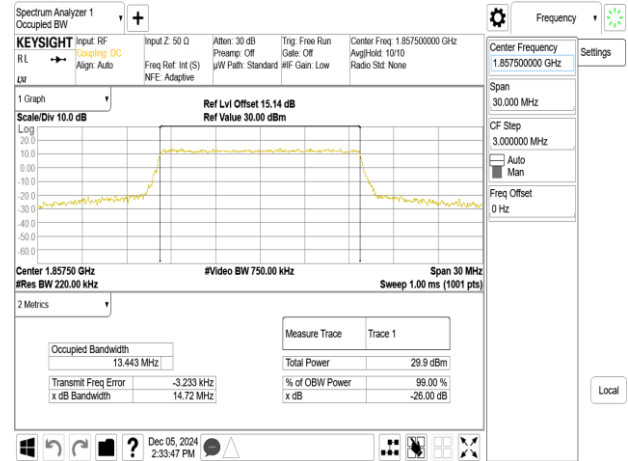 Spectrum Analyzer 1
Occupied BW
Frequency
KEYSIGHT
Input: RF
Coupling: DC
Align: Auto
RL
LXI
Input Z: 50 Ω
Freq Ref: Int (S)
NFE: Adaptive
Atten: 30 dB
Preamp: Off
µW Path: Standard
Trig: Free Run
Gate: Off
#IF Gain: Low
Center Freq: 1.857500000 GHz
Avg|Hold: 10/10
Radio Std: None
Center Frequency
1.857500000 GHz
Settings
Span
30.000 MHz
CF Step
3.000000 MHz
Auto
Man
Freq Offset
0 Hz
Local
1 Graph
Scale/Div 10.0 dB
Ref Lvl Offset 15.14 dB
Ref Value 30.00 dBm
Log
20.0
10.0
0.00
-10.0
-20.0
-30.0
-40.0
-50.0
-60.0
Center 1.85750 GHz
#Video BW 750.00 kHz
Span 30 MHz
#Res BW 220.00 kHz
Sweep 1.00 ms (1001 pts)
2 Metrics
Measure Trace
Trace 1
Occupied Bandwidth
13.443 MHz
Total Power
29.9 dBm
Transmit Freq Error
-3.233 kHz
% of OBW Power
99.00 %
x dB Bandwidth
14.72 MHz
x dB
-26.00 dB
?
Dec 05, 2024
2:33:47 PM